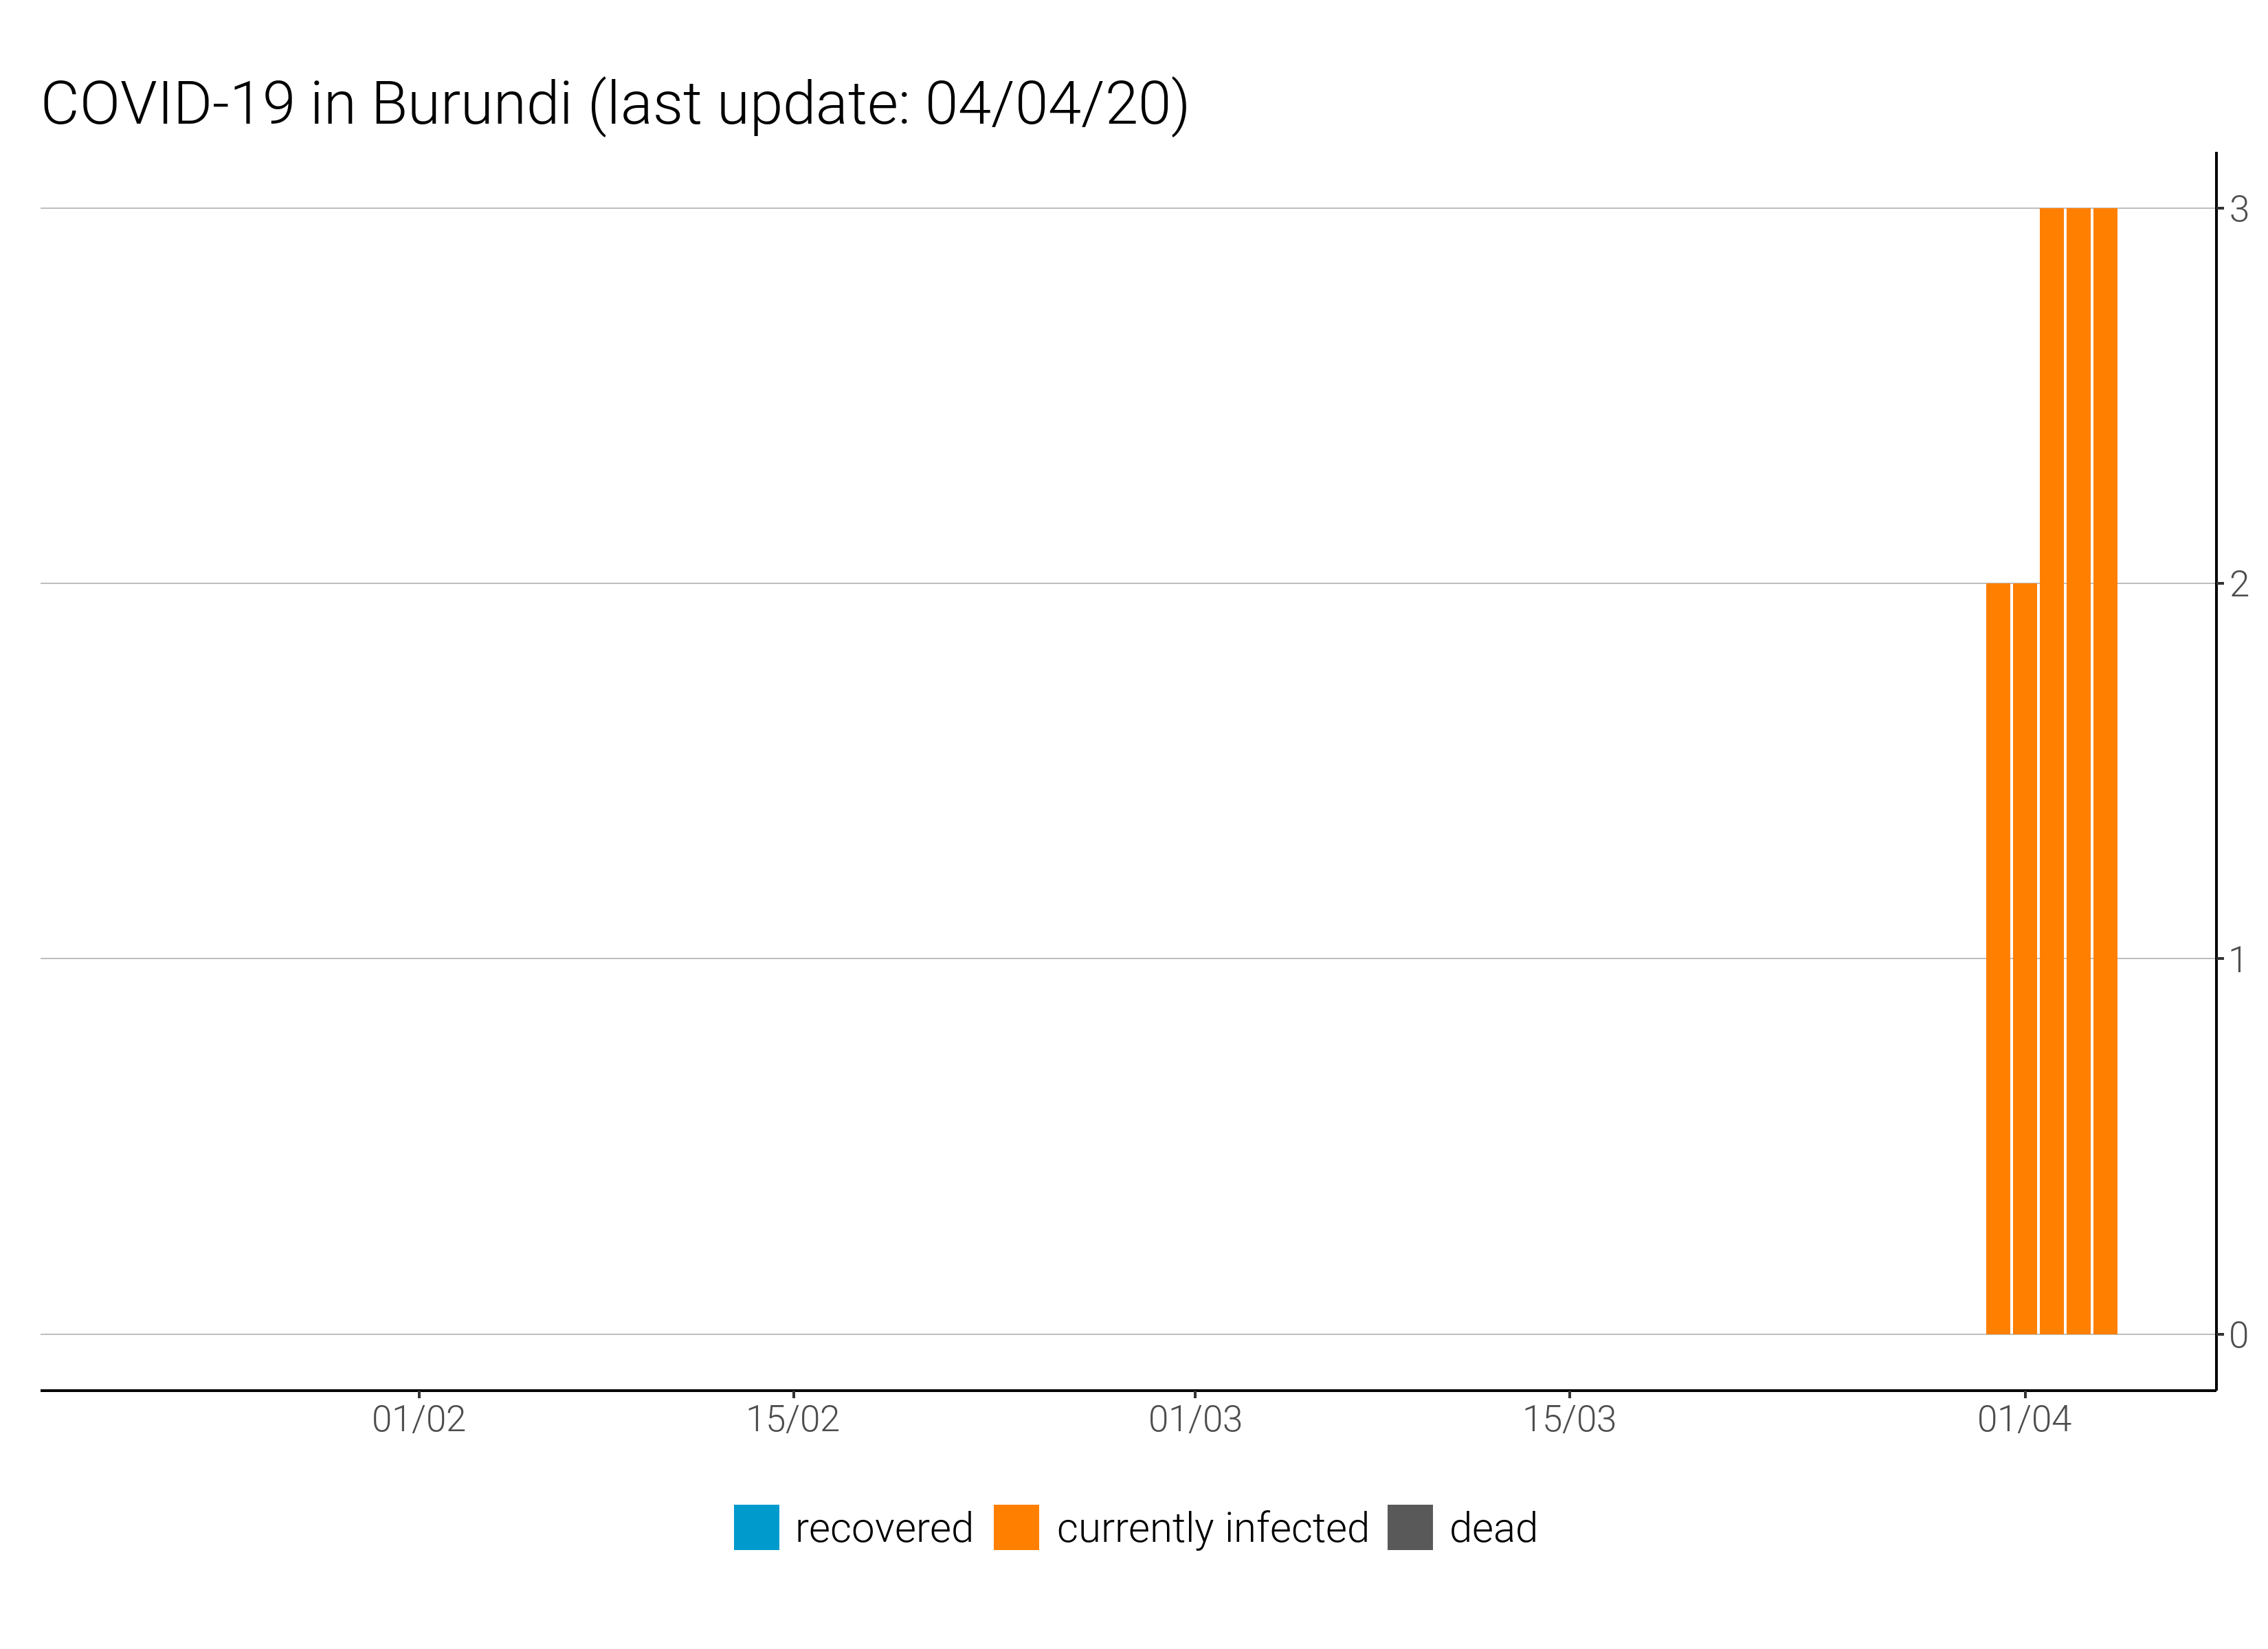 COVID-19 in Burundi (last update: 04/04/20)
3
2
1
0
01/02 15/02 01/03 15/03 01/04
recovered currently infected dead